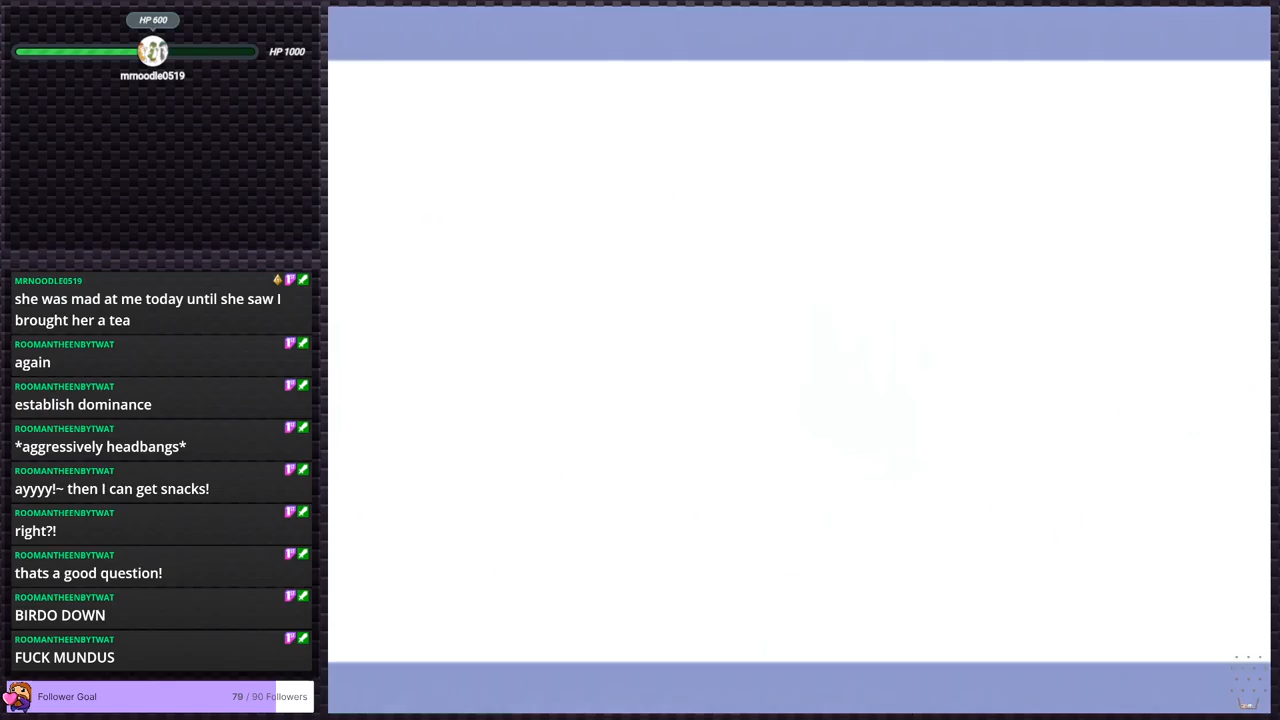 HP 600
HP 1000
mrnoodle0519
MRNOODLE0519
she was mad at me today until she saw I
brought her a tea
ROOMANTHEENBYTWAT
again
ROOMANTHEENBYTWAT
establish dominance
ROOMANTHEENBYTWAT
*aggressively headbangs*
ROOMANTHEENBYTWAT
ayyyy!~ then I can get snacks!
ROOMANTHEENBYTWAT
right?!
ROOMANTHEENBYTWAT
thats a good question!
ROOMANTHEENBYTWAT
BIRDO DOWN
ROOMANTHEENBYTWAT
FUCK MUNDUS
Follower Goal 79 / 90 Followers